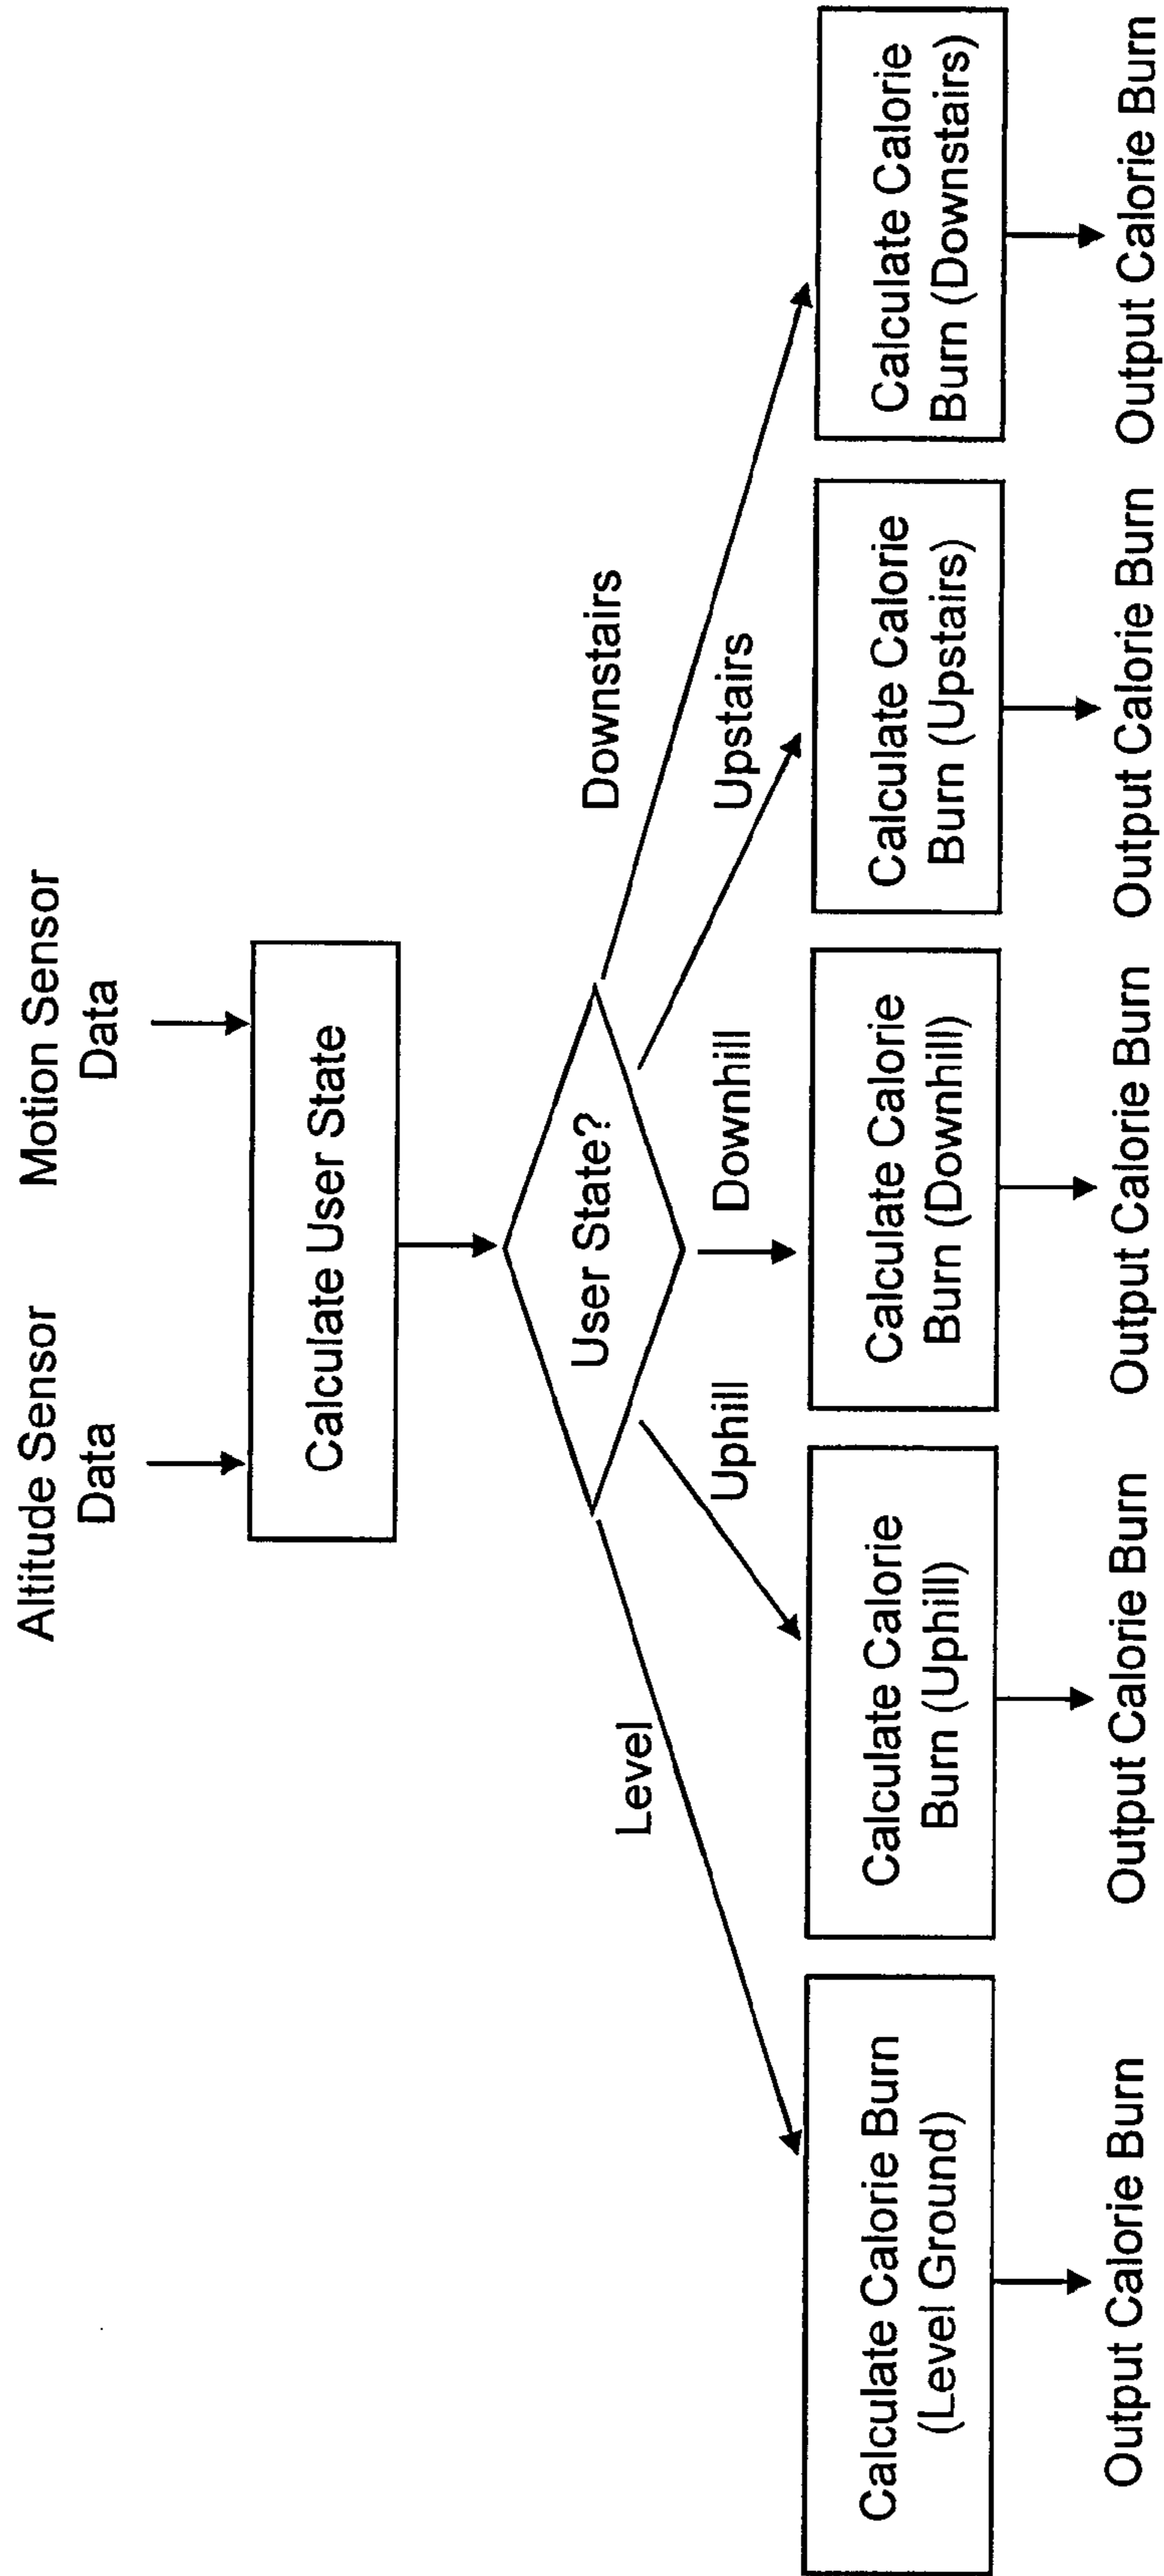 Altitude Sensor
Data
Motion Sensor
Data
Calculate User State
User State?
Level
Uphill
Downhill
Upstairs
Downstairs
Calculate Calorie Burn
(Level Ground)
Calculate Calorie
Burn (Uphill)
Calculate Calorie
Burn (Downhill)
Calculate Calorie
Burn (Upstairs)
Calculate Calorie
Burn (Downstairs)
Output Calorie Burn
Output Calorie Burn
Output Calorie Burn
Output Calorie Burn
Output Calorie Burn